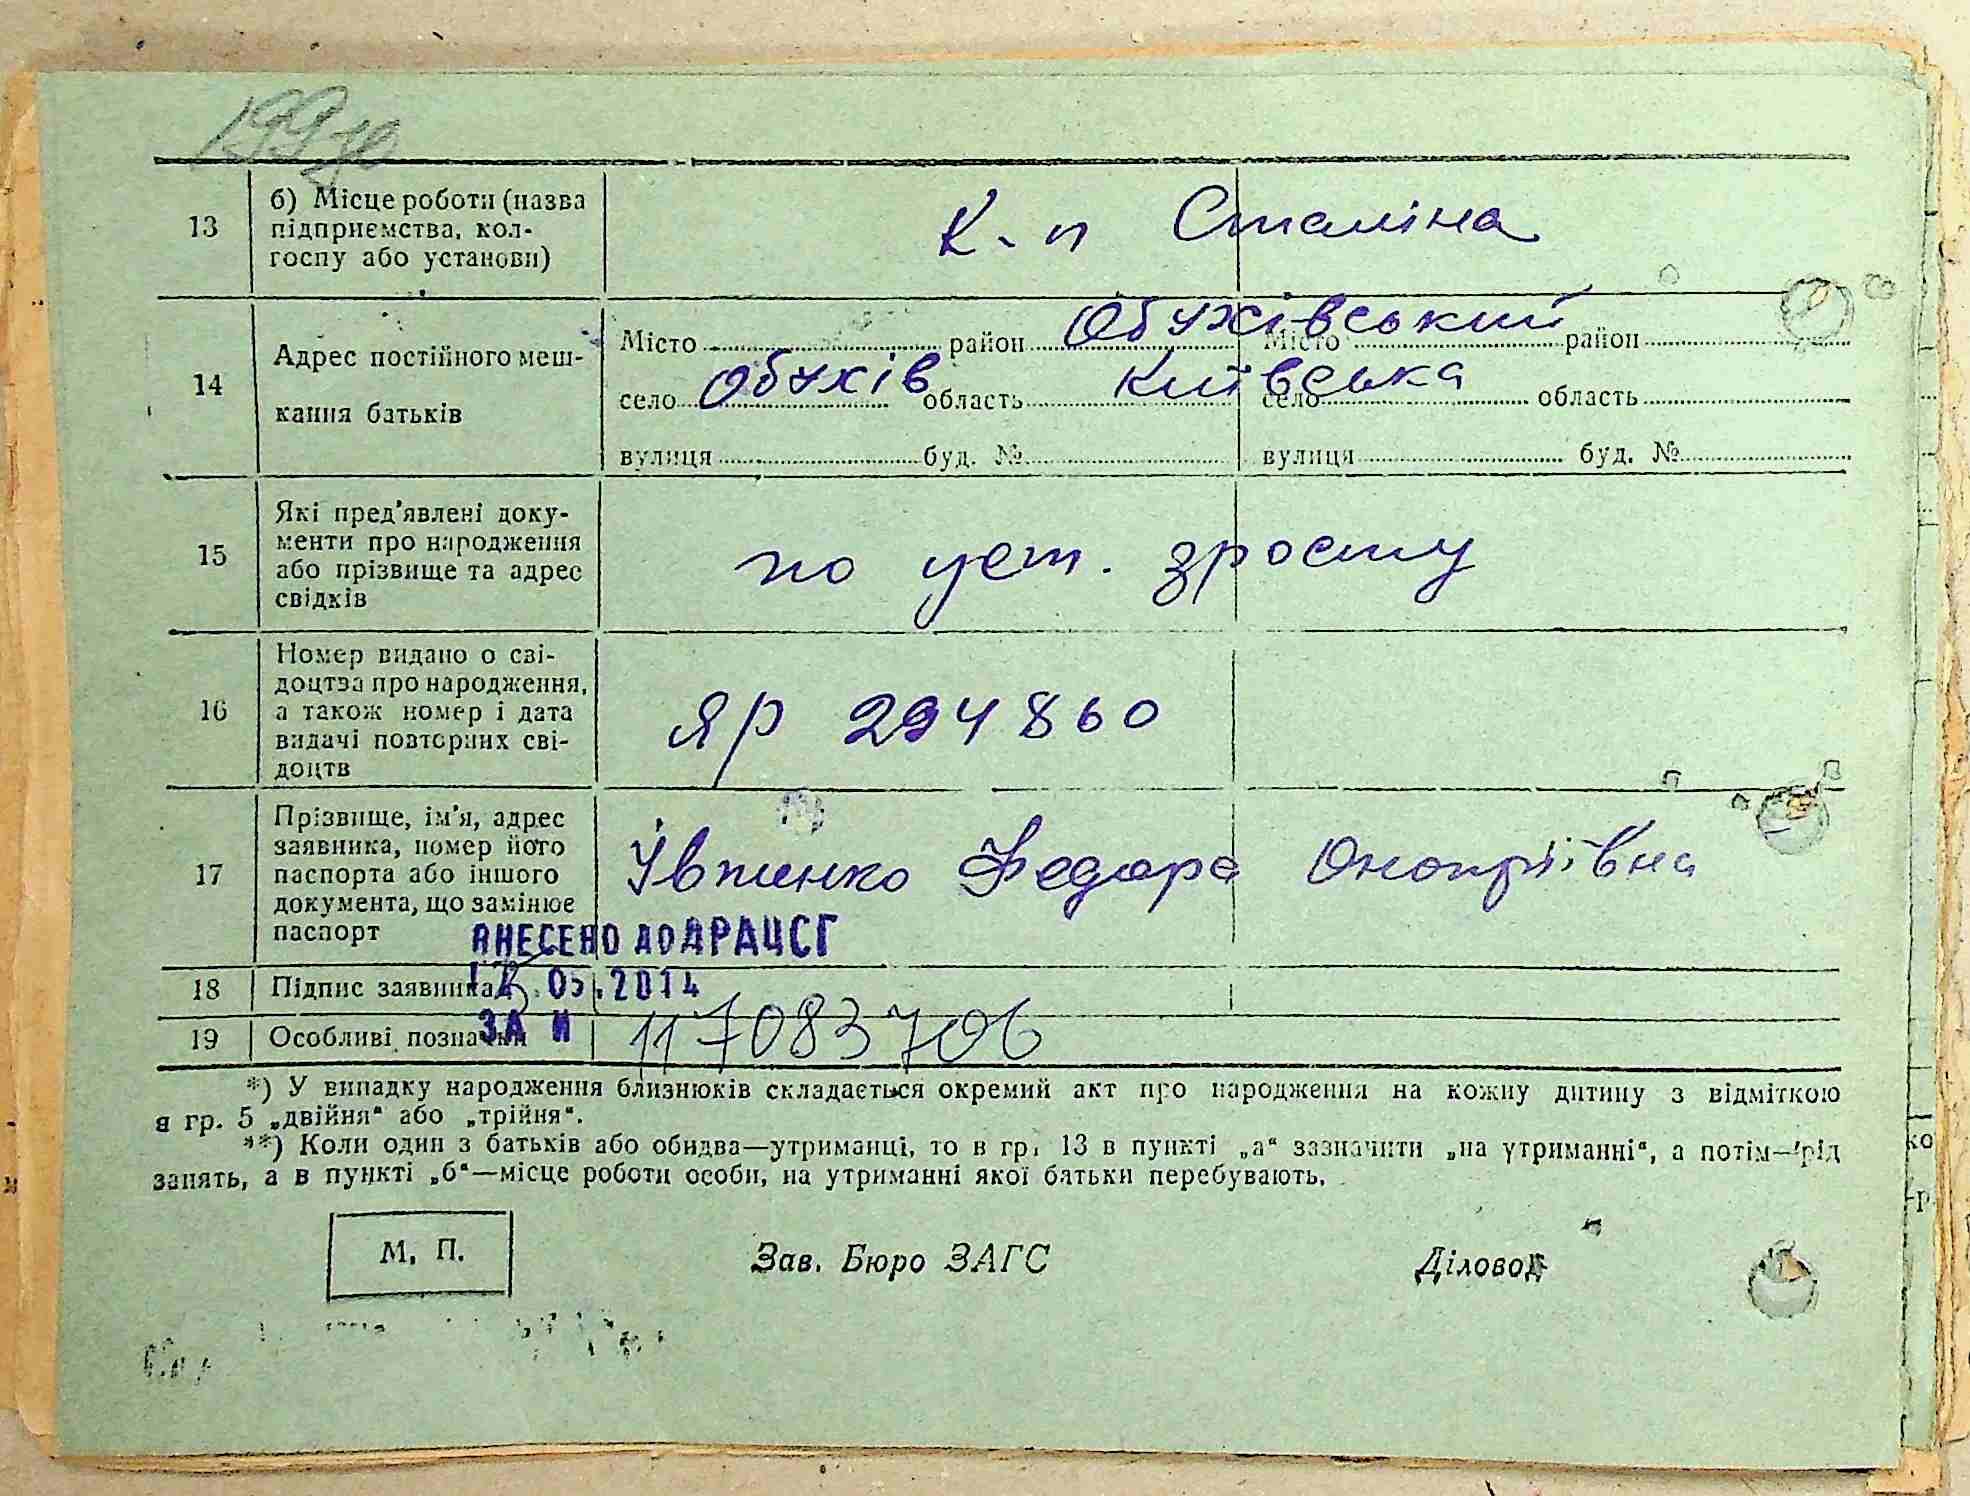 13
б) Місце роботи (назва
підприємства, кол-
госпу або установи)
К-п Сталіна
14
Адрес постійного меш-
кання батьків
Місто район Обухівський Місто район
село Обухів область Київська село область
вулиця буд. № вулиця буд. №
15
Які пред'явлені доку-
менти про народження
або прізвище та адрес
свідків
по уст. зросту
16
Номер видано о сві-
доцтва про народження,
а також номер і дата
видачі повторних сві-
доцтв
ЯР 294860
17
Прізвище, ім'я, адрес
заявника, номер його
паспорта або іншого
документа, що замінює
паспорт
Федора Онопріївна
ВНЕСЕНО ДО ДРАЦСГ
18
Підпис заявника
05.2014
19
Особливі позначки
ЗА №
1170837706
*) У випадку народження близнюків складається окремий акт про народження на кожну дитину з відміткою
в гр. 5 „двійня“ або „трійня“.
**) Коли один з батьків або обидва—утриманці, то в гр. 13 в пункті „а“ зазначити „на утриманні“, а потім—рід
занять, а в пункті „б“—місце роботи особи, на утриманні якої батьки перебувають.
М. П.
Зав. Бюро ЗАГС
Діловод